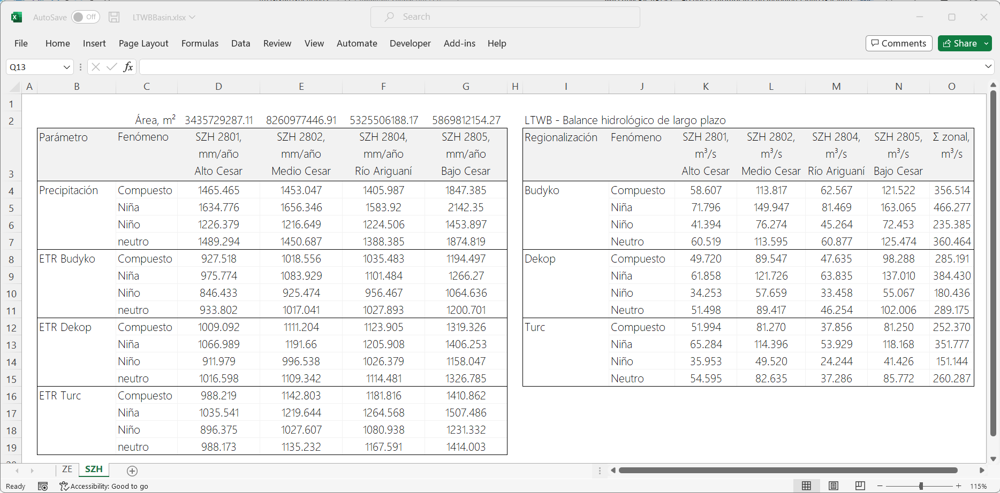 AutoSave Off LTWBBasin.xlsx Search
File Home Insert Page Layout Formulas Data Review View Automate Developer Add-ins Help Comments Share
Q13 fx
A B C D E F G H I J K L M N O
1
2 Área, m² 3435729287.11 8260977446.91 5325506188.17 5869812154.27 LTWB - Balance hidrológico de largo plazo
Parámetro Fenómeno SZH 2801, SZH 2802, SZH 2804, SZH 2805, Regionalización Fenómeno SZH 2801, SZH 2802, SZH 2804, SZH 2805, Σ zonal,
mm/año mm/año mm/año mm/año m³/s m³/s m³/s m³/s m³/s
3 Alto Cesar Medio Cesar Río Ariguaní Bajo Cesar Alto Cesar Medio Cesar Río Ariguaní Bajo Cesar
4 Precipitación Compuesto 1465.465 1453.047 1405.987 1847.385 Budyko Compuesto 58.607 113.817 62.567 121.522 356.514
5 Niña 1634.776 1656.346 1583.92 2142.35 Niña 71.796 149.947 81.469 163.065 466.277
6 Niño 1226.379 1216.649 1224.506 1453.897 Niño 41.394 76.274 45.264 72.453 235.385
7 neutro 1489.294 1450.687 1388.385 1874.819 Neutro 60.519 113.595 60.877 125.474 360.464
8 ETR Budyko Compuesto 927.518 1018.556 1035.483 1194.497 Dekop Compuesto 49.720 89.547 47.635 98.288 285.191
9 Niña 975.774 1083.929 1101.484 1266.27 Niña 61.858 121.726 63.835 137.010 384.430
10 Niño 846.433 925.474 956.467 1064.636 Niño 34.253 57.659 33.458 55.067 180.436
11 neutro 933.802 1017.041 1027.893 1200.701 Neutro 51.498 89.417 46.254 102.006 289.175
12 ETR Dekop Compuesto 1009.092 1111.204 1123.905 1319.326 Turc Compuesto 51.994 81.270 37.856 81.250 252.370
13 Niña 1066.989 1191.66 1205.908 1406.253 Niña 65.284 114.396 53.929 118.168 351.777
14 Niño 911.979 996.538 1026.379 1158.047 Niño 35.953 49.520 24.244 41.426 151.144
15 neutro 1016.598 1109.342 1114.481 1326.785 Neutro 54.595 82.635 37.286 85.772 260.287
16 ETR Turc Compuesto 988.219 1142.803 1181.816 1410.862
17 Niña 1035.541 1219.644 1264.568 1507.486
18 Niño 896.375 1027.607 1080.938 1231.332
19 neutro 988.173 1135.232 1167.591 1414.003
ZE SZH
Ready Accessibility: Good to go 115%